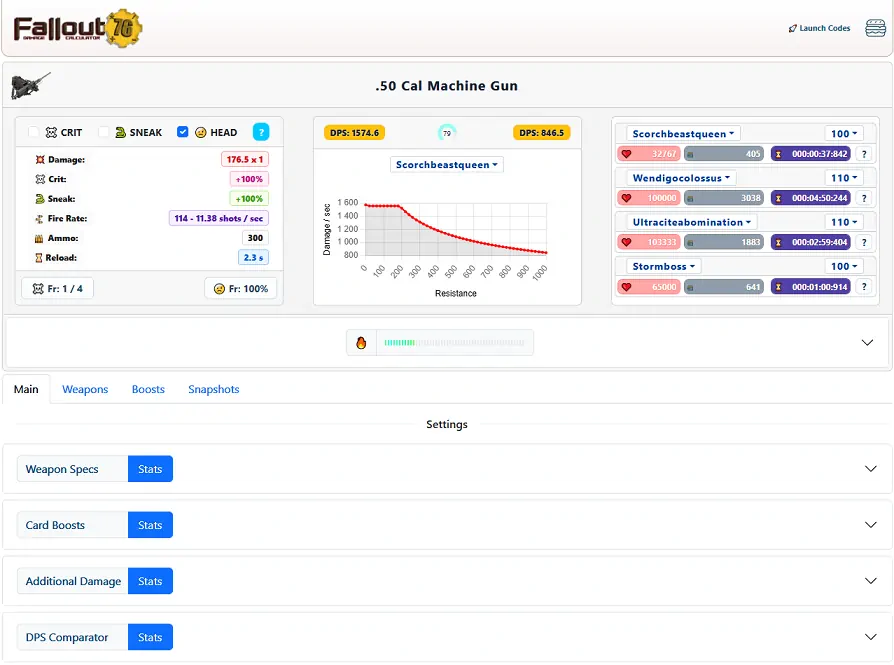 Fallout 76
DAMAGE CALCULATOR
Launch Codes
.50 Cal Machine Gun
CRIT SNEAK HEAD ?
Damage: 176.5 x 1
Crit: +100%
Sneak: +100%
Fire Rate: 114 - 11.38 shots / sec
Ammo: 300
Reload: 2.3 s
Fr: 1 / 4 Fr: 100%
DPS: 1574.6 79 DPS: 846.5
Scorchbeastqueen
Damage / sec
1 600
1 400
1 200
1 000
800
0 100 200 300 400 500 600 700 800 900 1000
Resistance
Scorchbeastqueen 100
32767 405 000:00:37:842 ?
Wendigocolossus 110
100000 3038 000:04:50:244 ?
Ultraciteabomination 110
103333 1883 000:02:59:404 ?
Stormboss 100
65000 641 000:01:00:914 ?
Main Weapons Boosts Snapshots
Settings
Weapon Specs Stats
Card Boosts Stats
Additional Damage Stats
DPS Comparator Stats